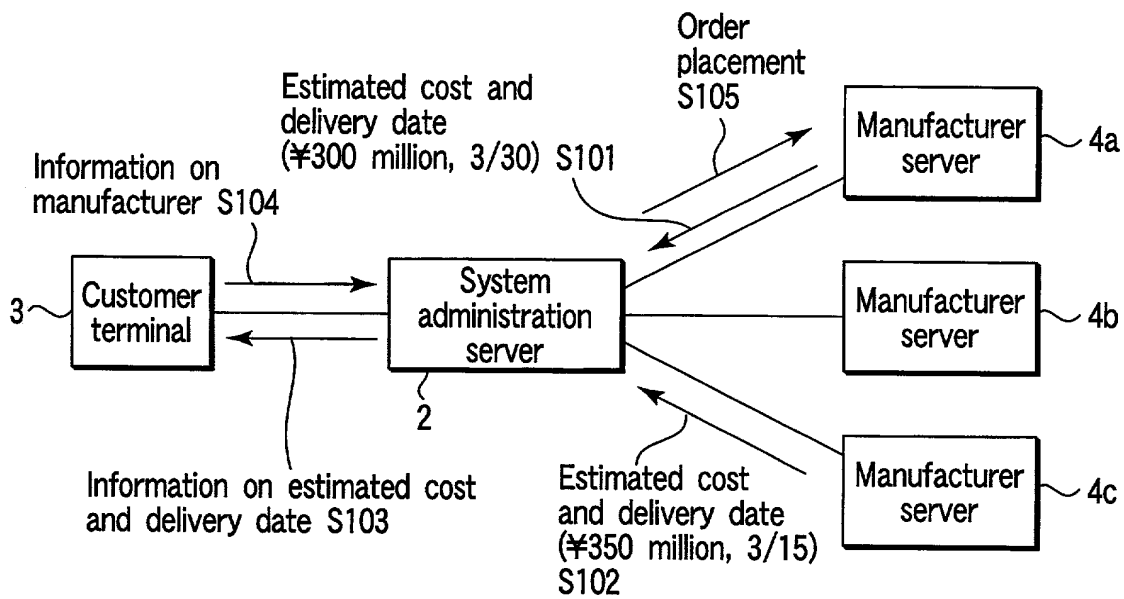 Order
placement
S105
Estimated cost and
delivery date
(¥300 million, 3/30) S101
Information on
manufacturer S104
Manufacturer
server
4a
3
Customer
terminal
System
administration
server
2
Manufacturer
server
4b
Information on estimated cost
and delivery date S103
Estimated cost
and delivery date
(¥350 million, 3/15)
S102
Manufacturer
server
4c